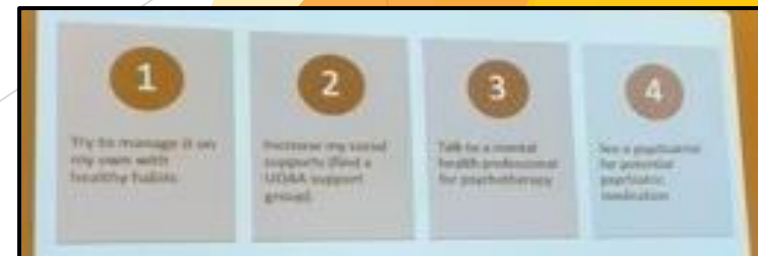 1
Try to manage it on
my own with
healthy habits
2
Increase my social
supports (find a
UOAA support
group).
3
Talk to a mental
health professional
for psychotherapy
4
See a psychiatrist
for potential
psychiatric
medication